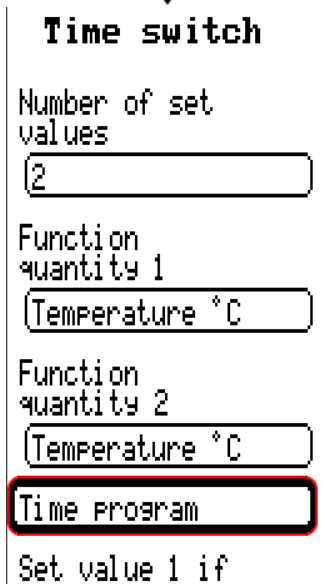 Time switch
Number of set
values
2
Function
quantity 1
Temperature °C
Function
quantity 2
Temperature °C
Time program
Set value 1 if